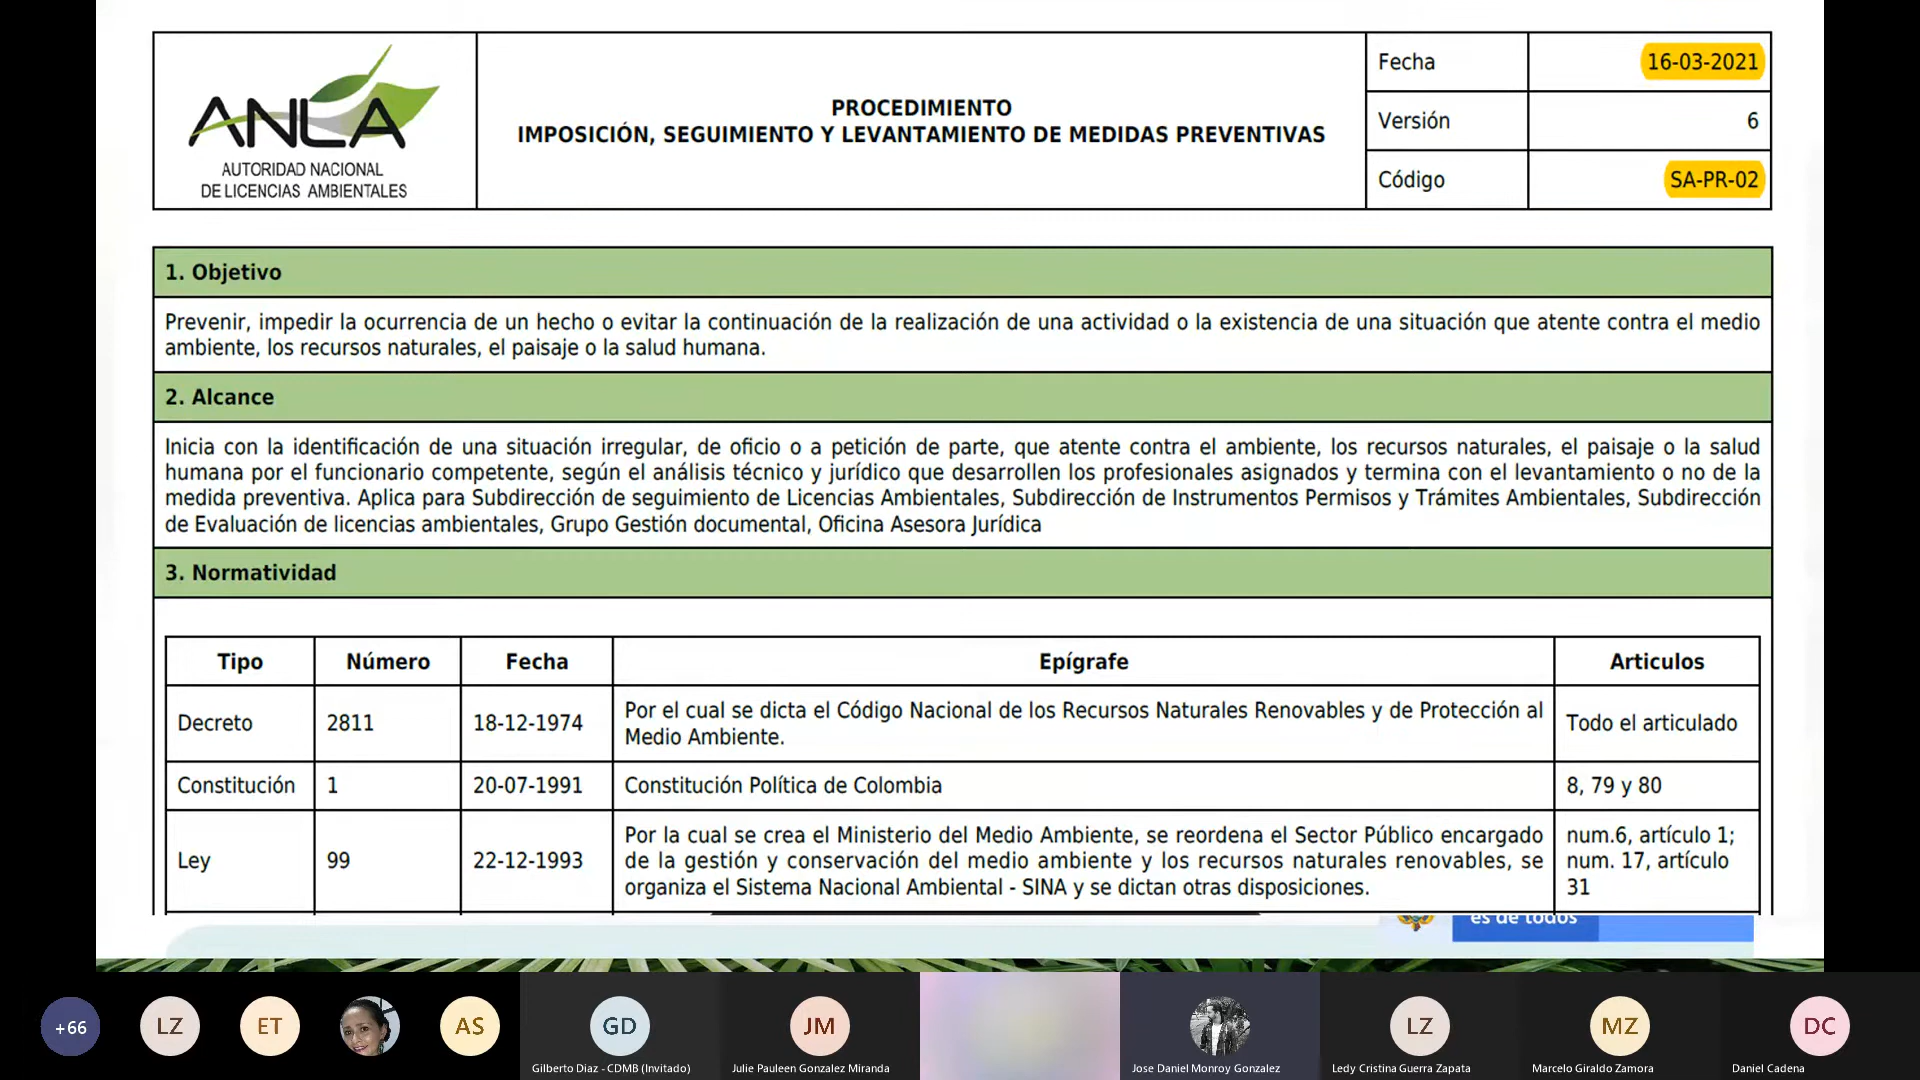 ANLA
AUTORIDAD NACIONAL
DE LICENCIAS AMBIENTALES
PROCEDIMIENTO
IMPOSICIÓN, SEGUIMIENTO Y LEVANTAMIENTO DE MEDIDAS PREVENTIVAS
Fecha 16-03-2021
Versión 6
Código SA-PR-02
1. Objetivo
Prevenir, impedir la ocurrencia de un hecho o evitar la continuación de la realización de una actividad o la existencia de una situación que atente contra el medio
ambiente, los recursos naturales, el paisaje o la salud humana.
2. Alcance
Inicia con la identificación de una situación irregular, de oficio o a petición de parte, que atente contra el ambiente, los recursos naturales, el paisaje o la salud
humana por el funcionario competente, según el análisis técnico y jurídico que desarrollen los profesionales asignados y termina con el levantamiento o no de la
medida preventiva. Aplica para Subdirección de seguimiento de Licencias Ambientales, Subdirección de Instrumentos Permisos y Trámites Ambientales, Subdirección
de Evaluación de licencias ambientales, Grupo Gestión documental, Oficina Asesora Jurídica
3. Normatividad
Tipo Número Fecha Epígrafe Articulos
Decreto 2811 18-12-1974 Por el cual se dicta el Código Nacional de los Recursos Naturales Renovables y de Protección al
Medio Ambiente. Todo el articulado
Constitución 1 20-07-1991 Constitución Política de Colombia 8, 79 y 80
Ley 99 22-12-1993 Por la cual se crea el Ministerio del Medio Ambiente, se reordena el Sector Público encargado
de la gestión y conservación del medio ambiente y los recursos naturales renovables, se
organiza el Sistema Nacional Ambiental - SINA y se dictan otras disposiciones.
num.6, artículo 1;
num. 17, artículo
31
es de todos
+66 LZ ET AS GD JM LZ MZ DC
Gilberto Diaz - CDMB (Invitado) Julie Pauleen Gonzalez Miranda Jose Daniel Monroy Gonzalez Ledy Cristina Guerra Zapata Marcelo Giraldo Zamora Daniel Cadena